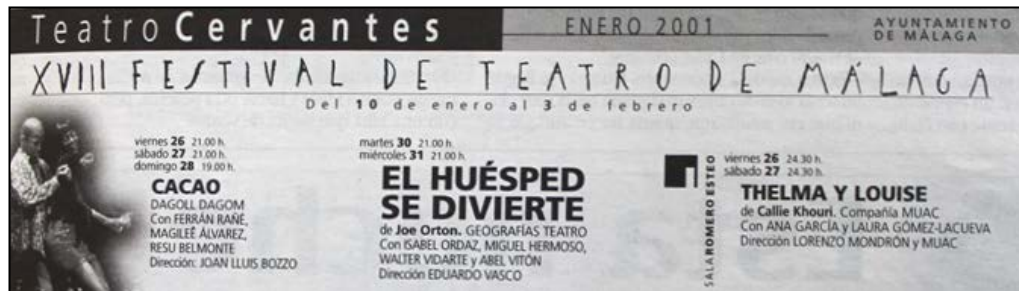 Teatro Cervantes
ENERO 2001
AYUNTAMIENTO
DE MÁLAGA
XVIII FESTIVAL DE TEATRO DE MÁLAGA
Del 10 de enero al 3 de febrero
viernes 26 21.00 h.
sábado 27 21.00 h.
domingo 28 19.00 h.
CACAO
DAGOLL DAGOM
Con FERRÁN RAÑÉ,
MAGILEÉ ÁLVAREZ,
RESU BELMONTE
Dirección: JOAN LLUIS BOZZO
martes 30 21.00 h.
miércoles 31 21.00 h.
EL HUÉSPED
SE DIVIERTE
de Joe Orton. GEOGRAFÍAS TEATRO
Con ISABEL ORDAZ, MIGUEL HERMOSO,
WALTER VIDARTE y ABEL VITÓN
Dirección EDUARDO VASCO
SALA ROMERO ESTEO
viernes 26 24.30 h.
sábado 27 24.30 h.
THELMA Y LOUISE
de Callie Khouri. Compañía MUAC
Con ANA GARCÍA y LAURA GÓMEZ-LACUEVA
Dirección LORENZO MONDRÓN y MUAC